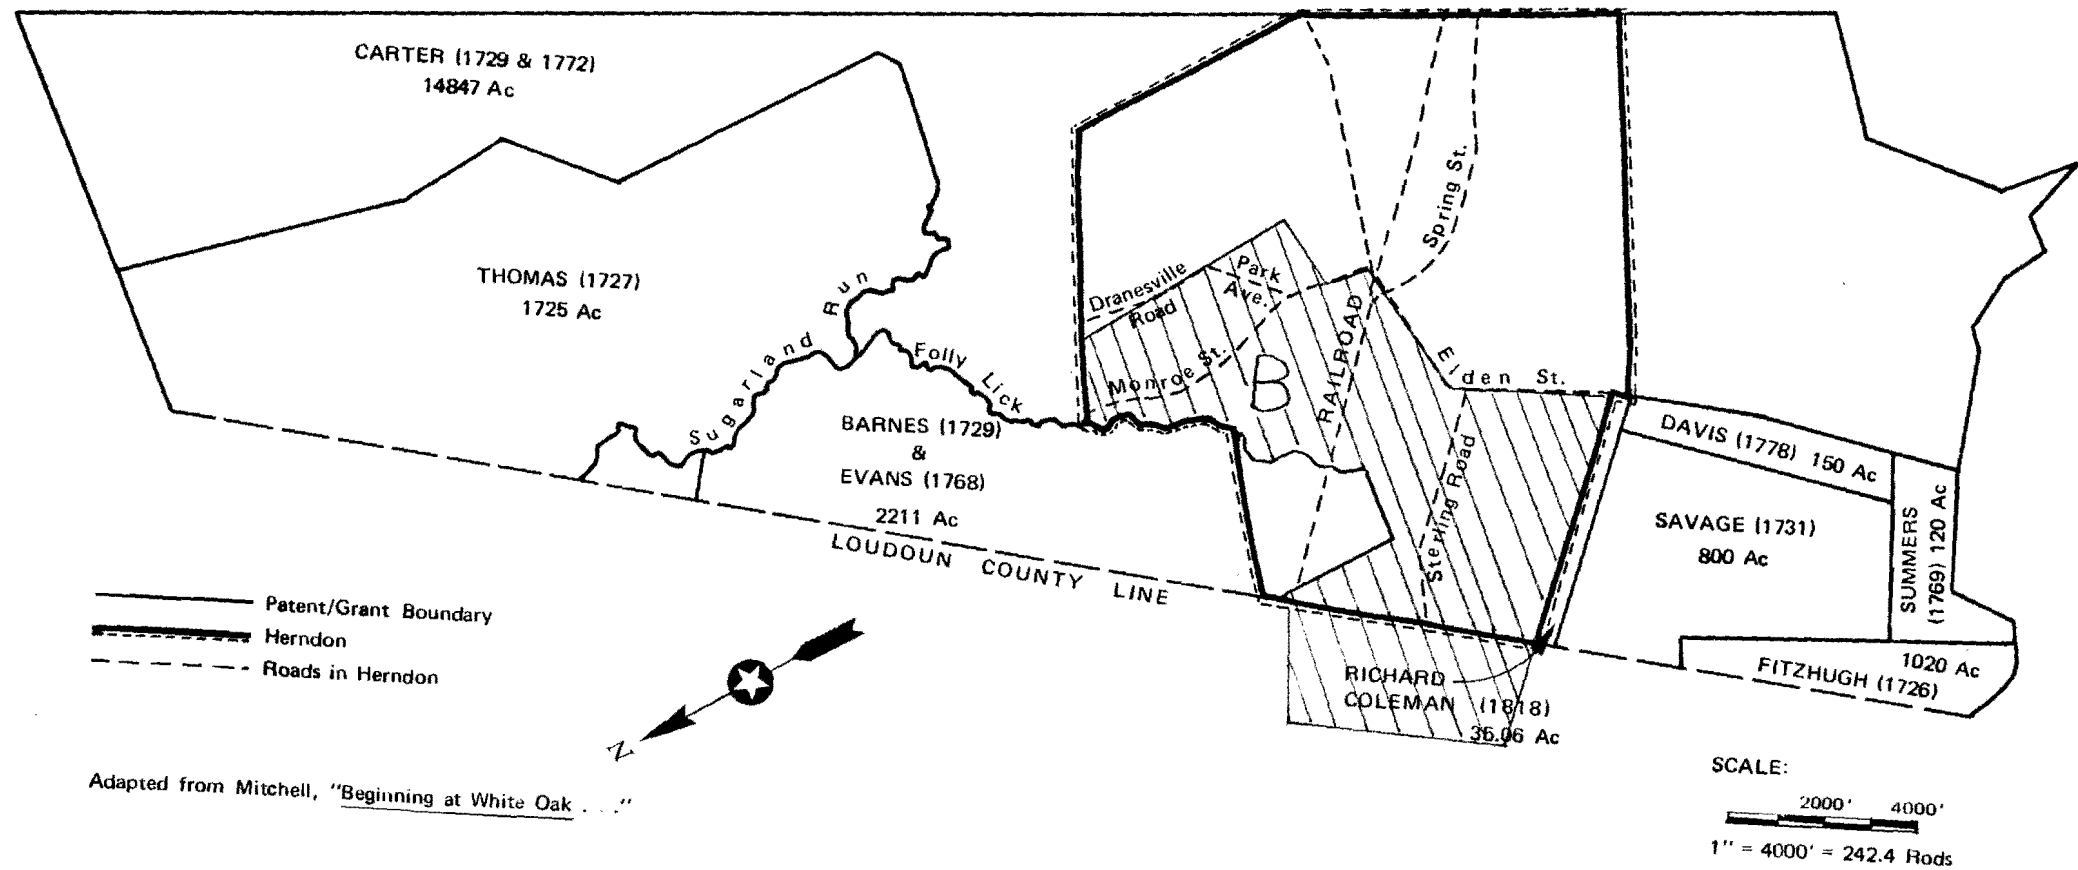 CARTER (1729 & 1772)
14847 Ac
THOMAS (1727)
1725 Ac
Sugarland Run
Folly Lick
BARNES (1729)
&
EVANS (1768)
2211 Ac
LOUDOUN COUNTY LINE
Dranesville
Road
Park
Ave.
Monroe St.
B
RAILROAD
Spring St.
Elden St.
Sterling Road
DAVIS (1778) 150 Ac
SAVAGE (1731)
800 Ac
SUMMERS
(1769) 120 Ac
1020 Ac
FITZHUGH (1726)
RICHARD
COLEMAN (1818)
36.06 Ac
Patent/Grant Boundary
Herndon
Roads in Herndon
N
Adapted from Mitchell, "Beginning at White Oak . . ."
SCALE:
2000' 4000'
1" = 4000' = 242.4 Rods